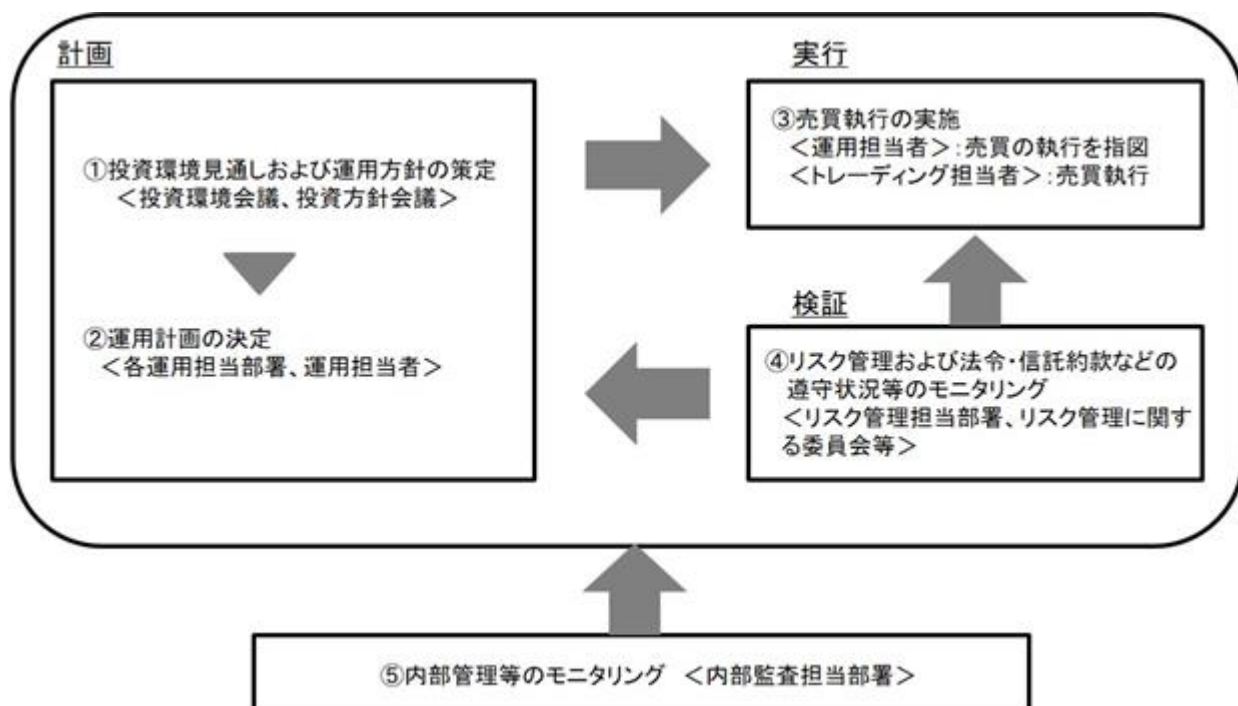 計画
①投資環境見通しおよび運用方針の策定
＜投資環境会議、投資方針会議＞
②運用計画の決定
＜各運用担当部署、運用担当者＞
実行
③売買執行の実施
＜運用担当者＞：売買の執行を指図
＜トレーディング担当者＞：売買執行
検証
④リスク管理および法令・信託約款などの
遵守状況等のモニタリング
＜リスク管理担当部署、リスク管理に関す
る委員会等＞
⑤内部管理等のモニタリング ＜内部監査担当部署＞